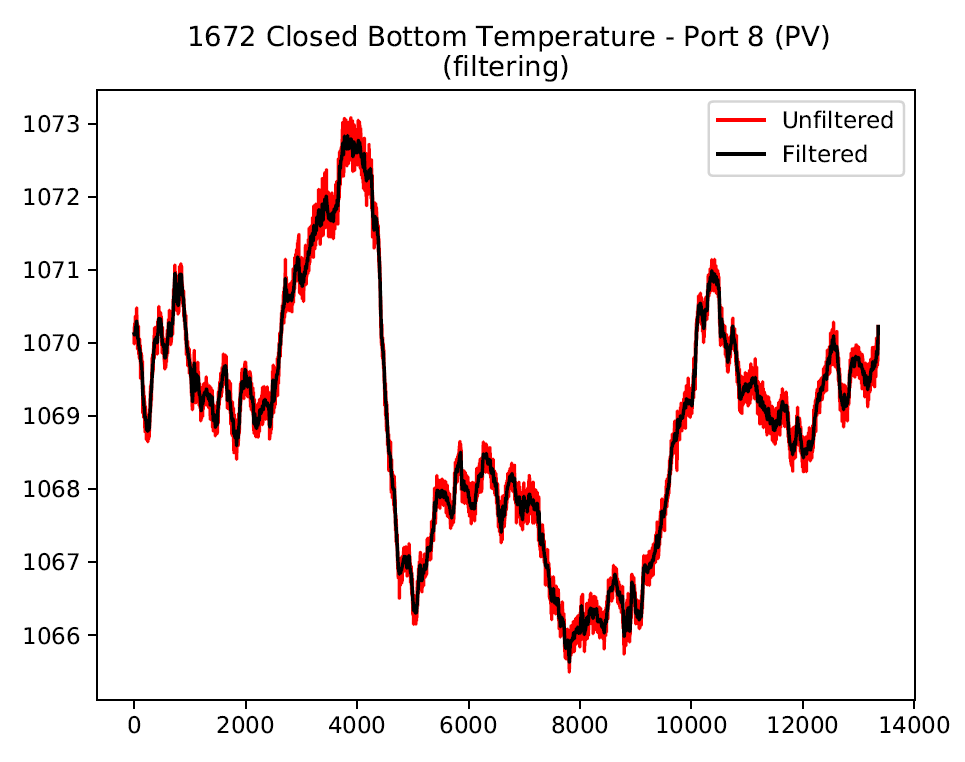 1672 Closed Bottom Temperature - Port 8 (PV)
(filtering)
Unfiltered
Filtered
1073
1072
1071
1070
1069
1068
1067
1066
0 2000 4000 6000 8000 10000 12000 14000